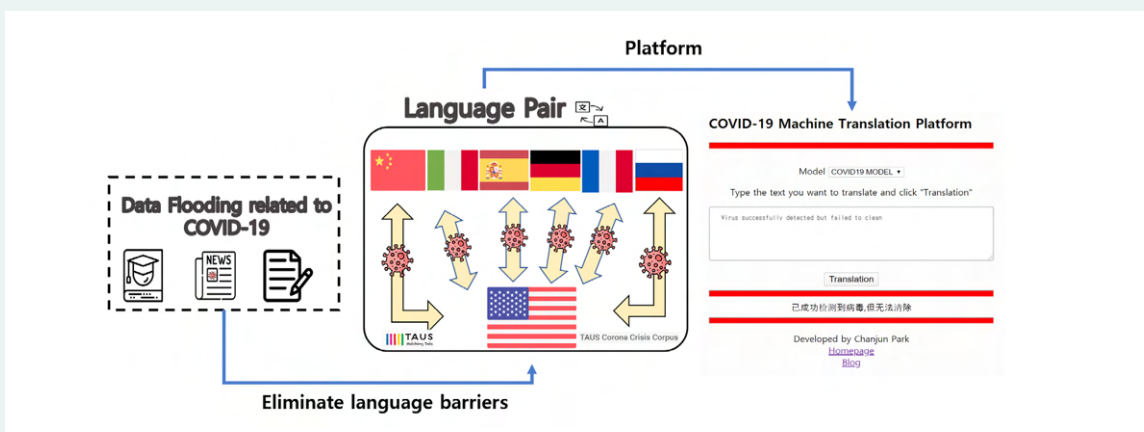 Platform
Language Pair
文
A
Data Flooding related to
COVID-19
NEWS
TAUS
TAUS Corona Crisis Corpus
Eliminate language barriers
COVID-19 Machine Translation Platform
Model COVID19 MODEL
Type the text you want to translate and click "Translation"
Virus successfully detected but failed to clean
Translation
已成功检测到病毒,但无法清除
Developed by Chanjun Park
Homepage
Blog